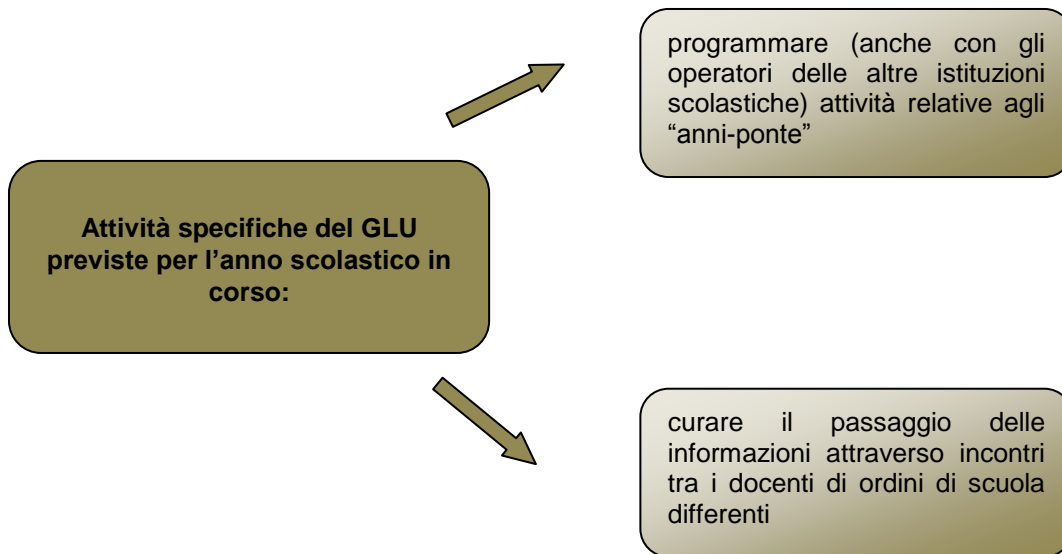 programmare (anche con gli
operatori delle altre istituzioni
scolastiche) attività relative agli
“anni-ponte”
Attività specifiche del GLU
previste per l’anno scolastico in
corso:
curare il passaggio delle
informazioni attraverso incontri
tra i docenti di ordini di scuola
differenti